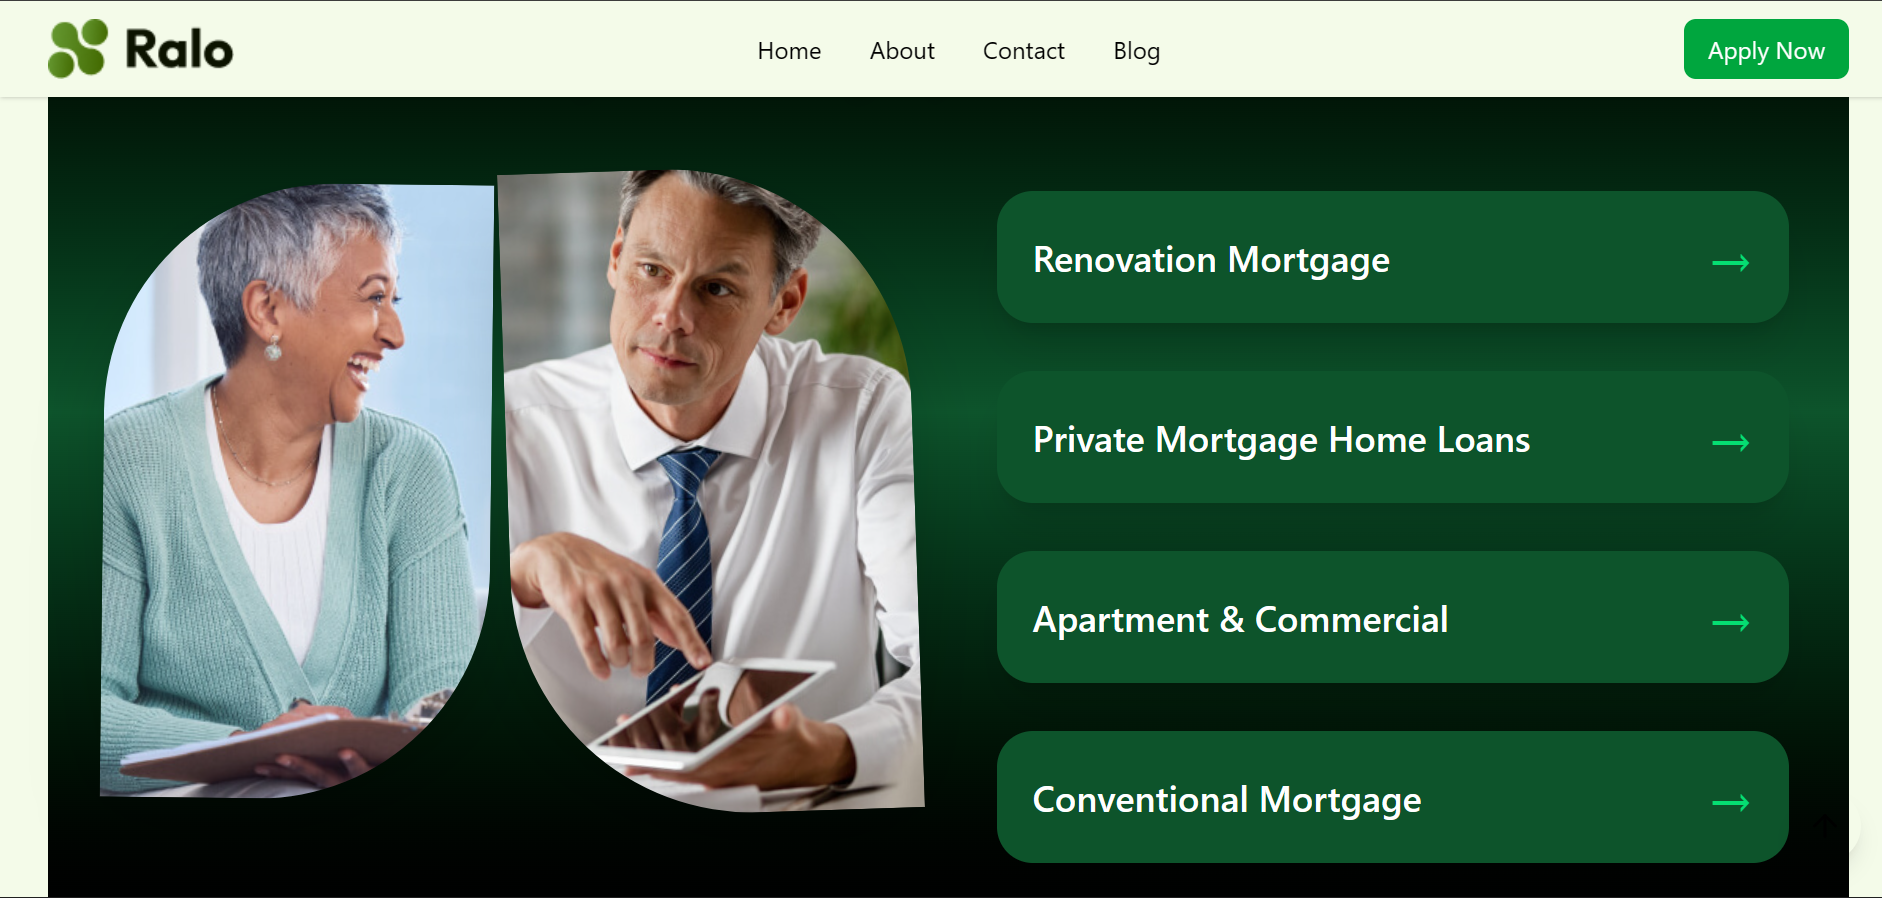 Ralo
Home
About
Contact
Blog
Apply Now
Renovation Mortgage
→
Private Mortgage Home Loans
→
Apartment & Commercial
→
Conventional Mortgage
→